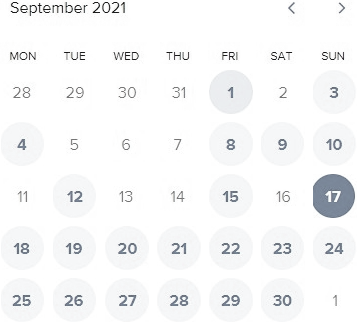 September 2021
MON TUE WED THU FRI SAT SUN
28 29 30 31 1 2 3
4 5 6 7 8 9 10
11 12 13 14 15 16 17
18 19 20 21 22 23 24
25 26 27 28 29 30 1